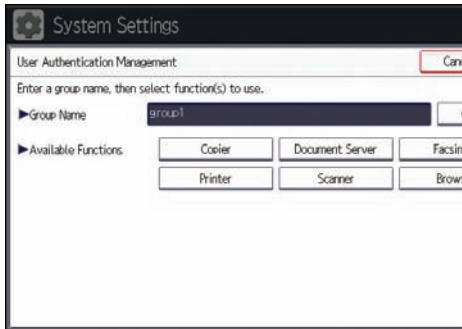 System Settings
User Authentication Management
Enter a group name, then select function(s) to use.
►Group Name group1
►Available Functions Copier Document Server
Printer Scanner